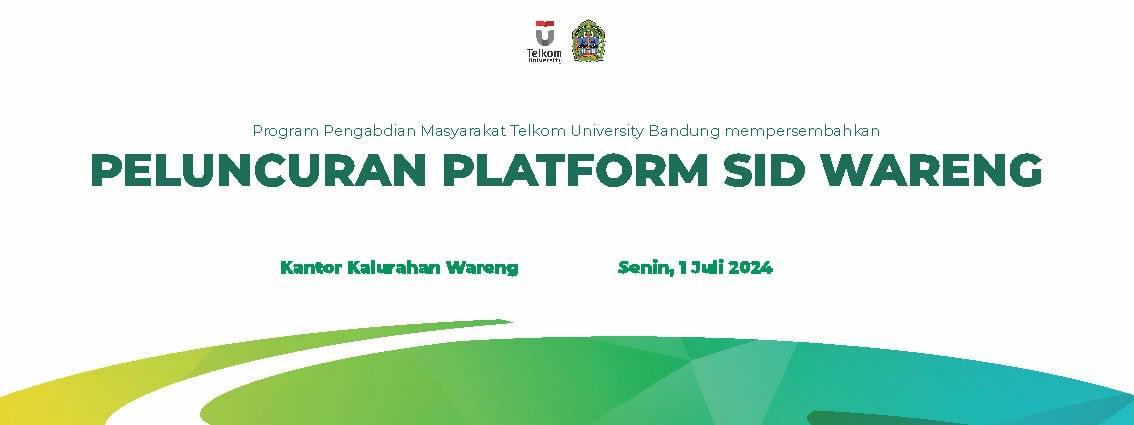 Telkom
University
Program Pengabdian Masyarakat Telkom University Bandung mempersembahkan
PELUNCURAN PLATFORM SID WARENG
Kantor Kalurahan Wareng
Senin, 1 Juli 2024